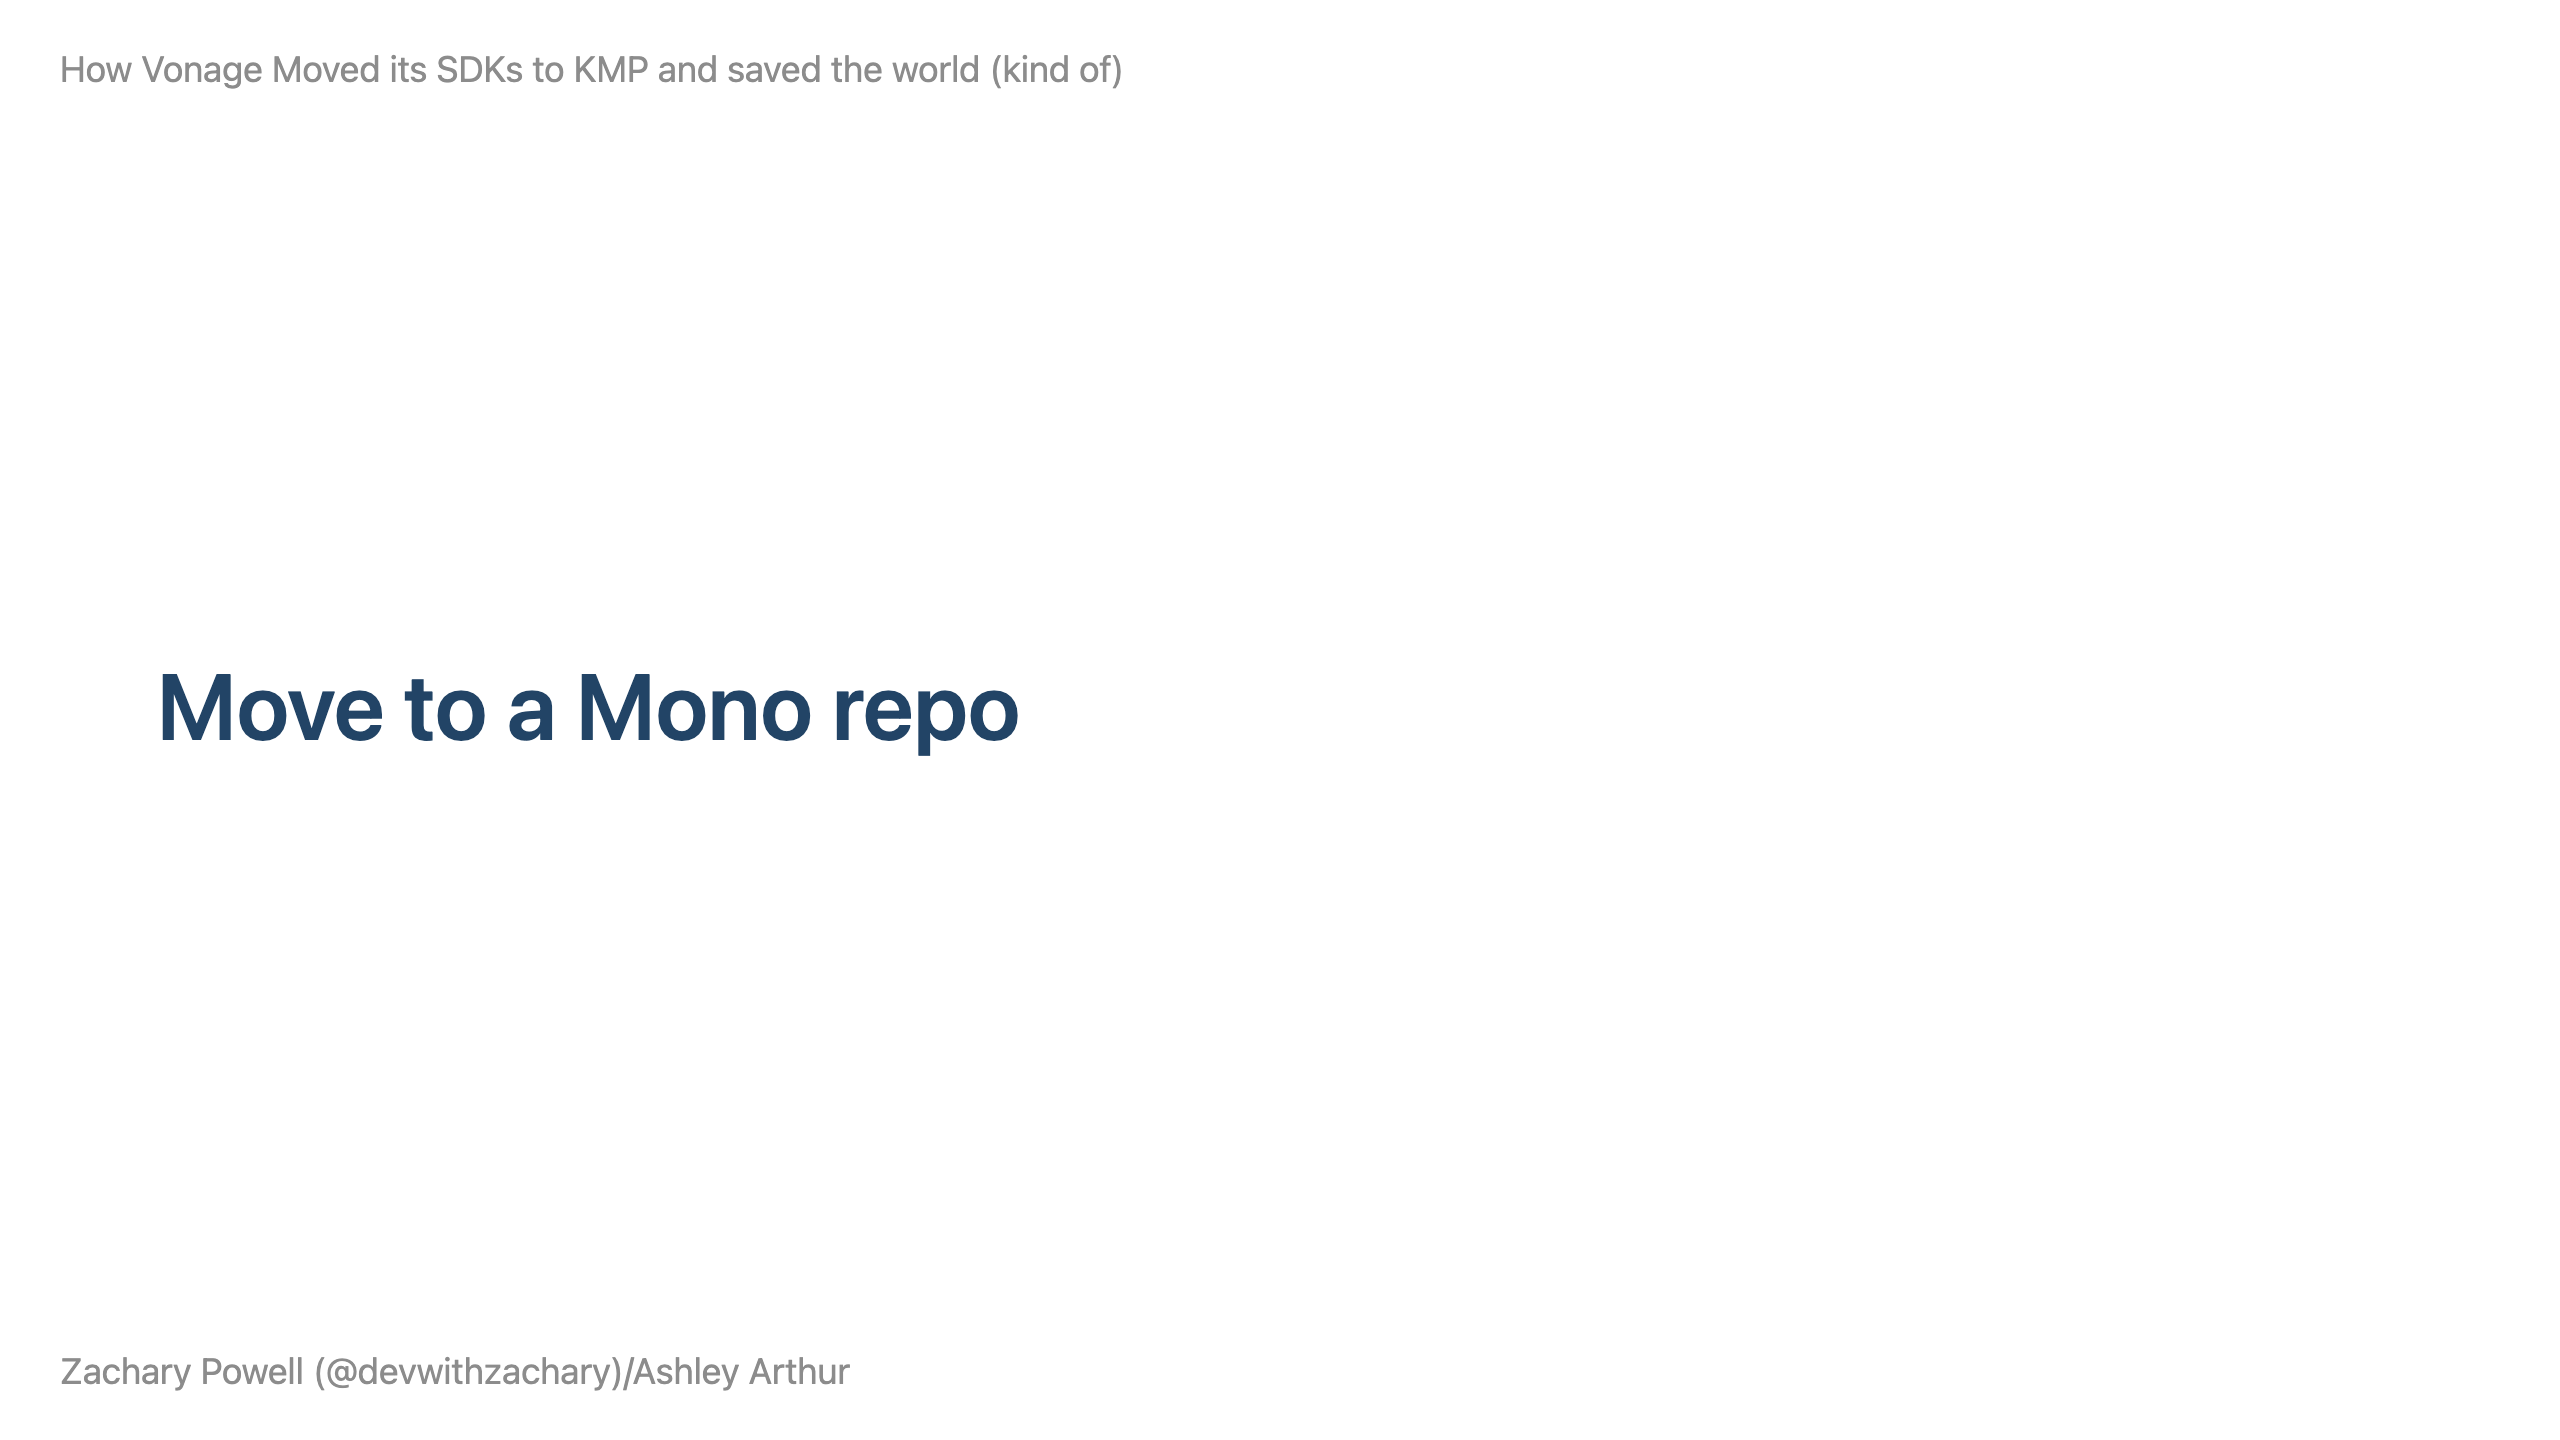 How Vonage Moved its SDKs to KMP and saved the world (kind of)
Move to a Mono repo
Zachary Powell (@devwithzachary)/Ashley Arthur